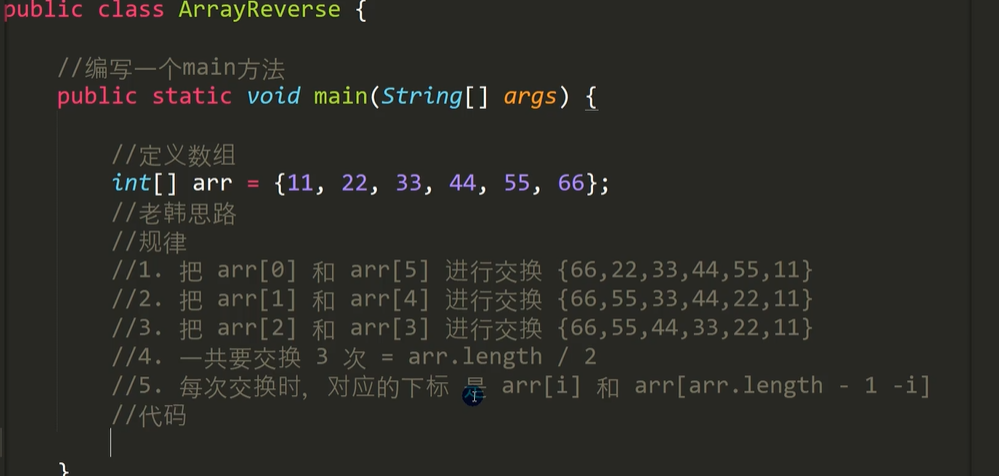 public class ArrayReverse {
//编写一个main方法
public static void main(String[] args) {
//定义数组
int[] arr = {11, 22, 33, 44, 55, 66};
//老韩思路
//规律
//1. 把 arr[0] 和 arr[5] 进行交换 {66,22,33,44,55,11}
//2. 把 arr[1] 和 arr[4] 进行交换 {66,55,33,44,22,11}
//3. 把 arr[2] 和 arr[3] 进行交换 {66,55,44,33,22,11}
//4. 一共要交换 3 次 = arr.length / 2
//5. 每次交换时, 对应的下标 是 arr[i] 和 arr[arr.length - 1 -i]
//代码
}